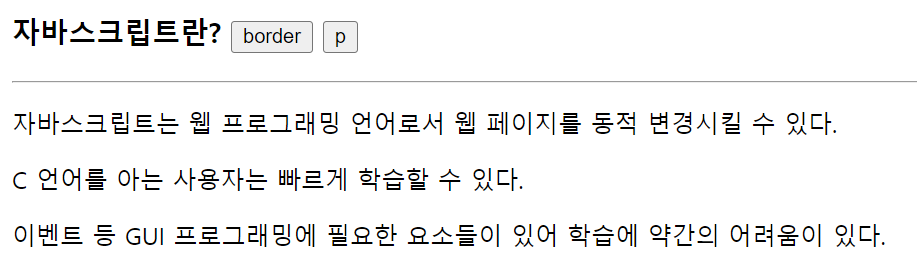 자바스크립트란? border p
자바스크립트는 웹 프로그래밍 언어로서 웹 페이지를 동적 변경시킬 수 있다.
C 언어를 아는 사용자는 빠르게 학습할 수 있다.
이벤트 등 GUI 프로그래밍에 필요한 요소들이 있어 학습에 약간의 어려움이 있다.